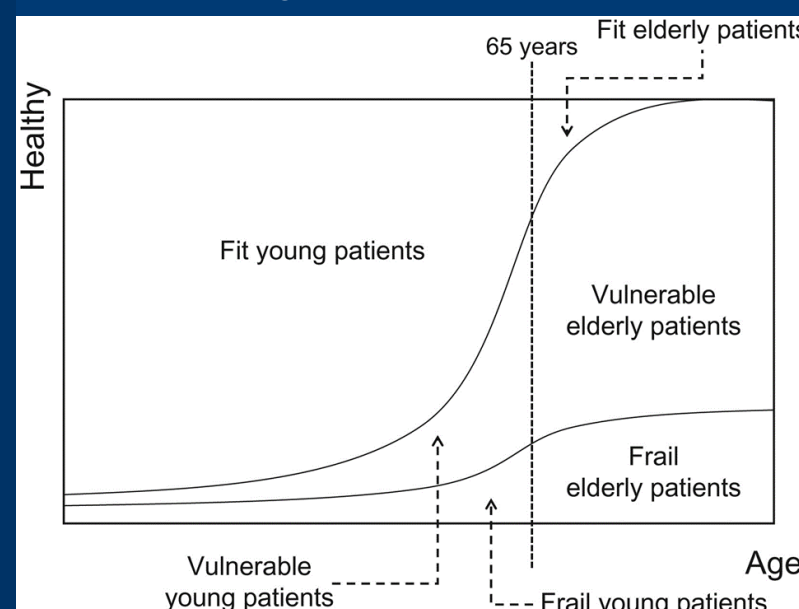 65 years
Fit elderly patients
Healthy
Fit young patients
Vulnerable
elderly patients
Frail
elderly patients
Vulnerable
young patients
Age
Frail young patients